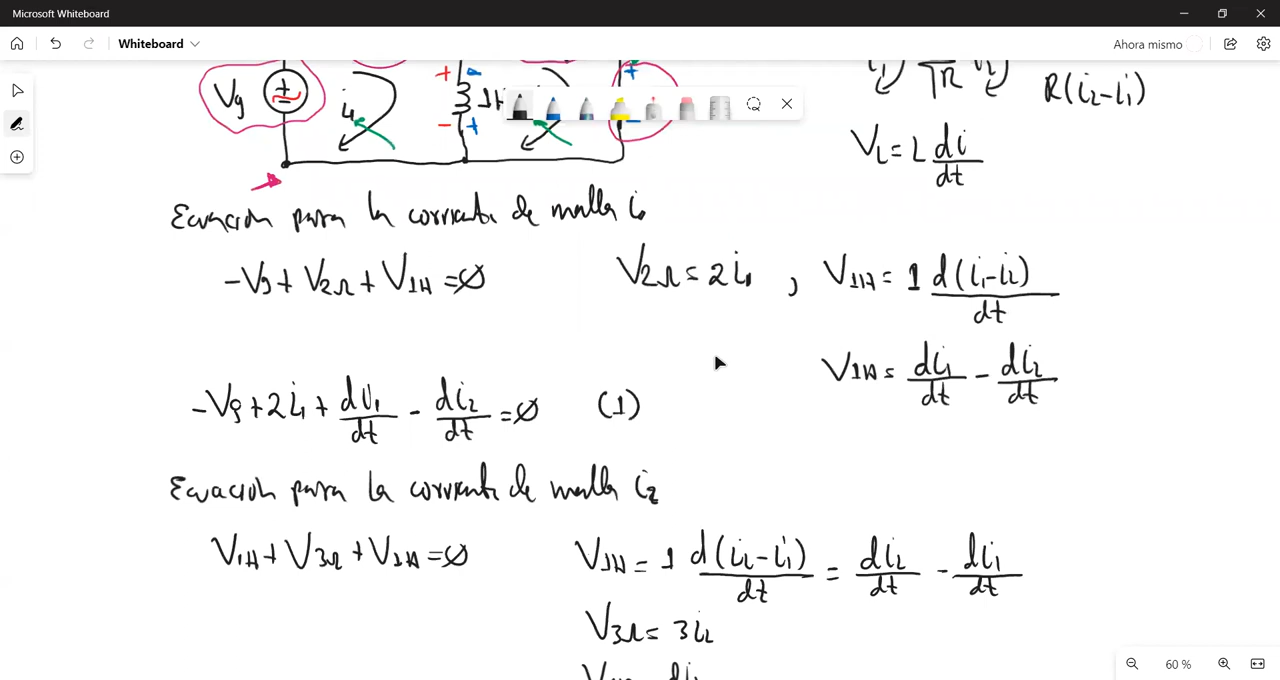 Microsoft Whiteboard
Whiteboard
Ahora mismo
Vg
i1
1H
R
R(i2-i1)
VL = L di/dt
Ecuación para la corriente de malla i1
-Vg + V2Ω + V1H = ∅
V2Ω = 2i1 , V1H = 1 d(i1-i2)/dt
V1H = di1/dt - di2/dt
-Vg + 2i1 + di1/dt - di2/dt = ∅ (1)
Ecuación para la corriente de malla i2
V1H + V3Ω + V1H = ∅
V1H = 1 d(i2-i1)/dt = di2/dt - di1/dt
V3Ω = 3i2
60 %